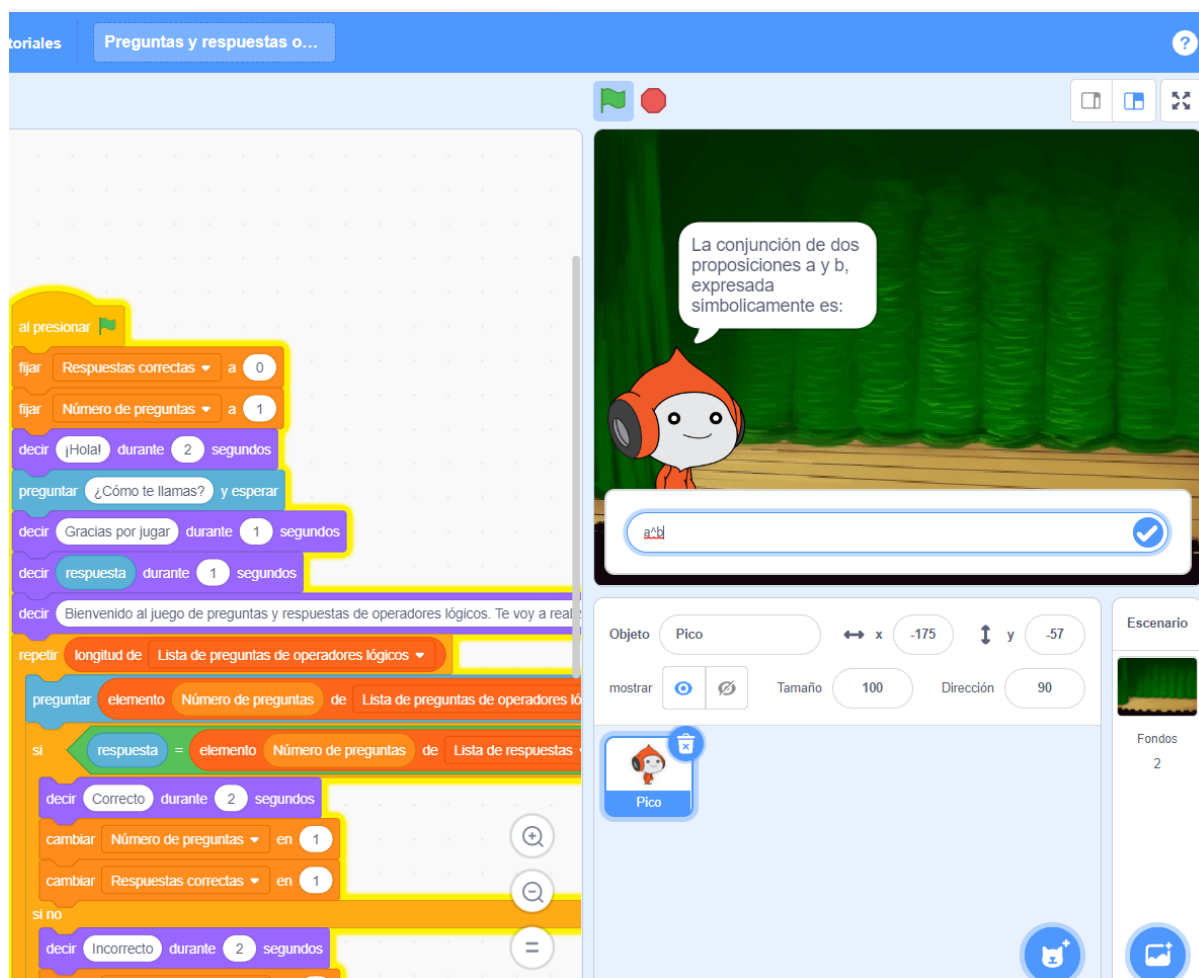 toriales
Preguntas y respuestas o...
?
al presionar
fijar Respuestas correctas a 0
fijar Número de preguntas a 1
decir ¡Hola! durante 2 segundos
preguntar ¿Cómo te llamas? y esperar
decir Gracias por jugar durante 1 segundos
decir respuesta durante 1 segundos
decir Bienvenido al juego de preguntas y respuestas de operadores lógicos. Te voy a real
repetir longitud de Lista de preguntas de operadores lógicos
preguntar elemento Número de preguntas de Lista de preguntas de operadores ló
si respuesta = elemento Número de preguntas de Lista de respuestas
decir Correcto durante 2 segundos
cambiar Número de preguntas en 1
cambiar Respuestas correctas en 1
si no
decir Incorrecto durante 2 segundos
La conjunción de dos
proposiciones a y b,
expresada
simbolicamente es:
a^b
Objeto Pico x -175 y -57
mostrar Tamaño 100 Dirección 90
Pico
Escenario
Fondos
2